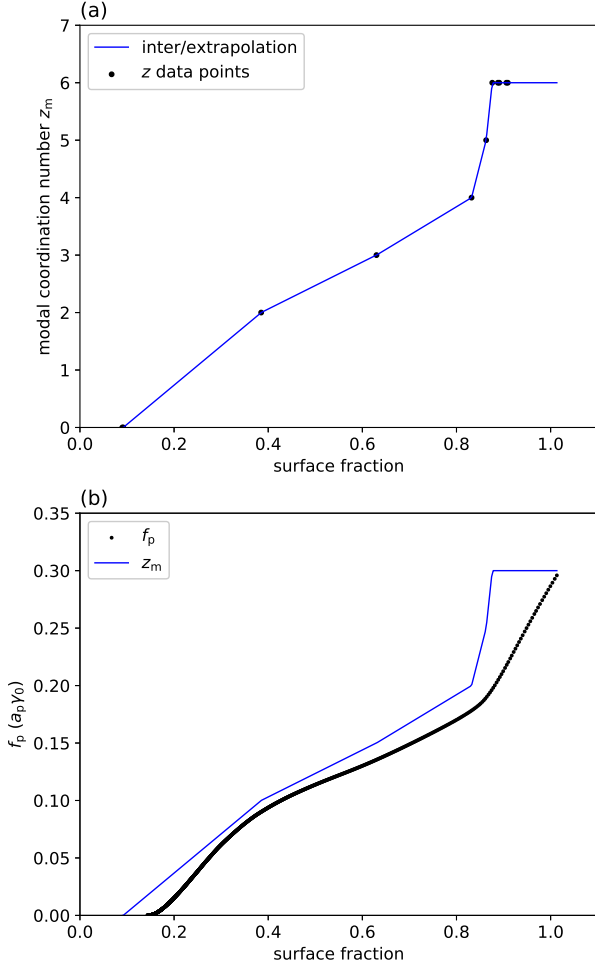 (a)
7
6
5
4
3
2
1
0
modal coordination number z_m
inter/extrapolation
z data points
0.0 0.2 0.4 0.6 0.8 1.0
surface fraction
(b)
0.35
0.30
0.25
0.20
0.15
0.10
0.05
0.00
f_p (a_pγ_0)
f_p
z_m
0.0 0.2 0.4 0.6 0.8 1.0
surface fraction